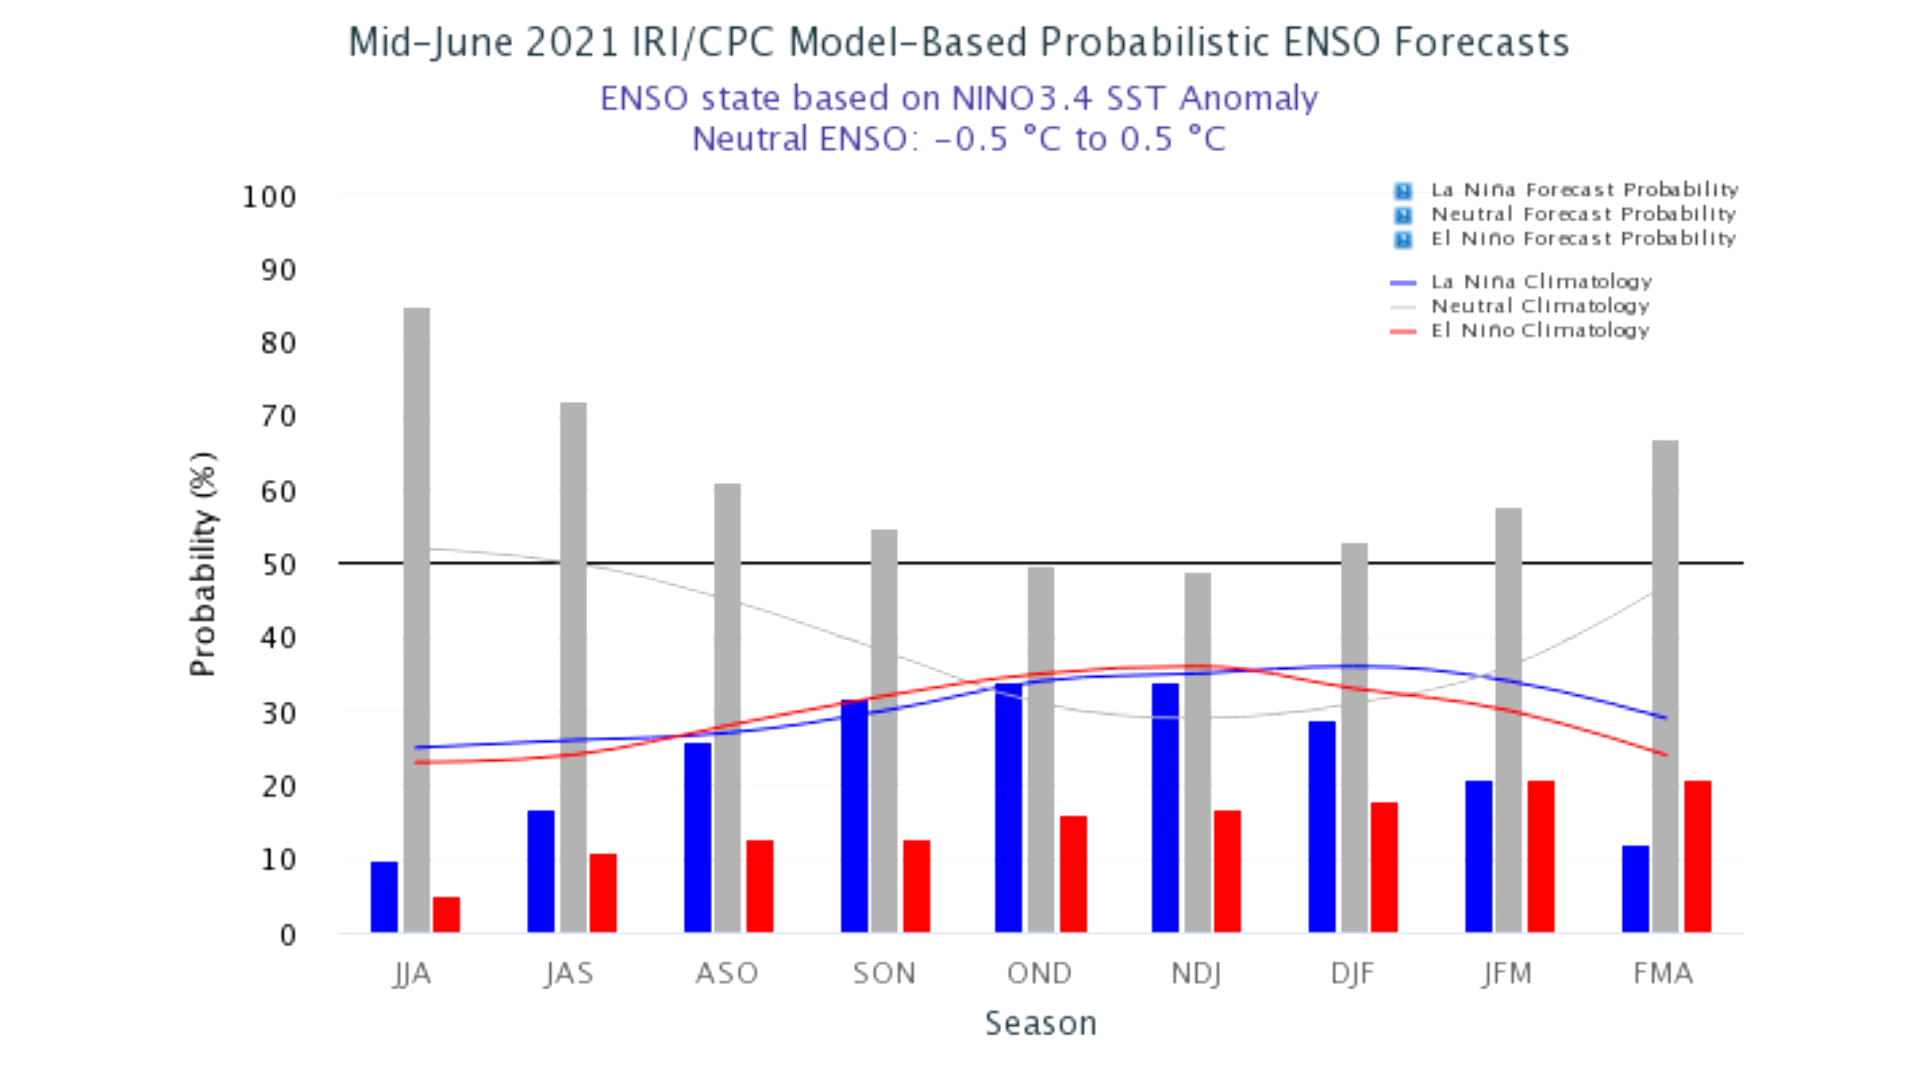 Mid-June 2021 IRI/CPC Model-Based Probabilistic ENSO Forecasts
ENSO state based on NINO3.4 SST Anomaly
Neutral ENSO: -0.5 °C to 0.5 °C
La Niña Forecast Probability
Neutral Forecast Probability
El Niño Forecast Probability
La Niña Climatology
Neutral Climatology
El Niño Climatology
Probability (%)
100
90
80
70
60
50
40
30
20
10
0
JJA JAS ASO SON OND NDJ DJF JFM FMA
Season